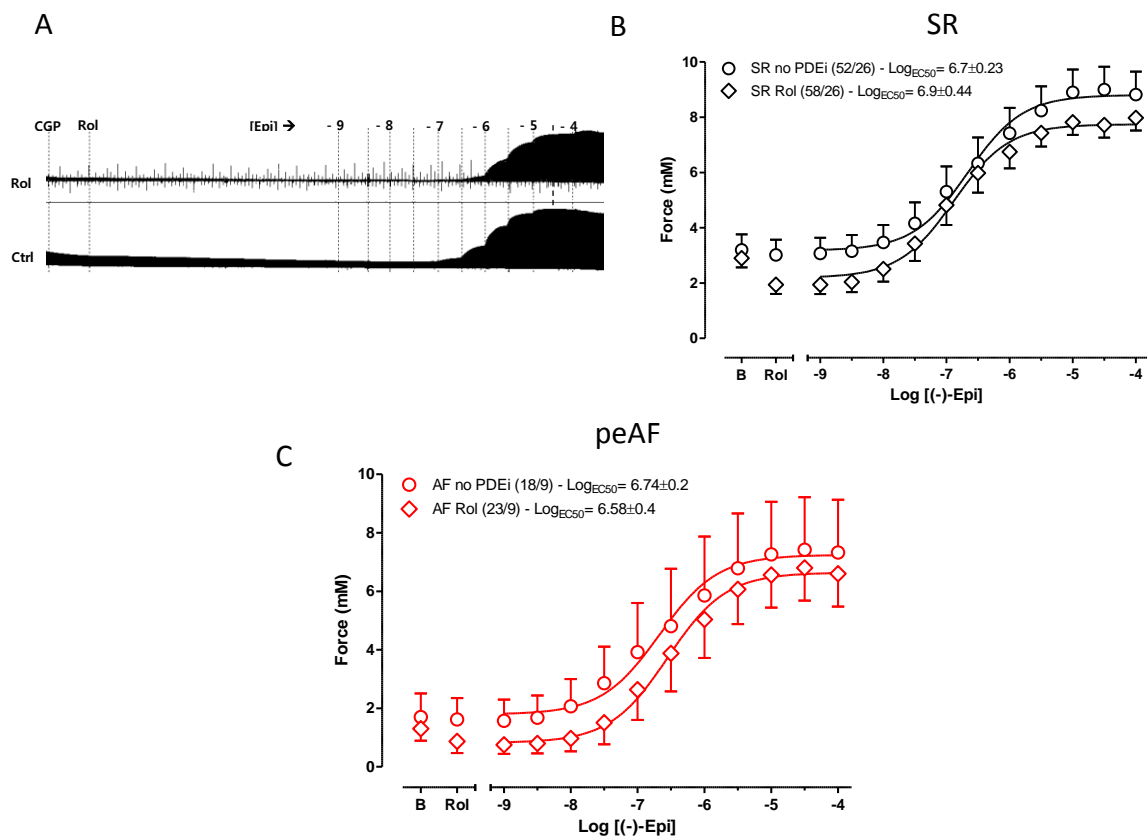 A
CGP Rol [Epi] → - 9 - 8 - 7 - 6 - 5 - 4
Rol
Ctrl
B
SR
SR no PDEi (52/26) - LogEC50= 6.7±0.23
SR Rol (58/26) - LogEC50= 6.9±0.44
Force (mM)
10
8
6
4
2
0
B Rol -9 -8 -7 -6 -5 -4
Log [(-)-Epi]
C
peAF
AF no PDEi (18/9) - LogEC50= 6.74±0.2
AF Rol (23/9) - LogEC50= 6.58±0.4
Force (mM)
10
8
6
4
2
0
B Rol -9 -8 -7 -6 -5 -4
Log [(-)-Epi]